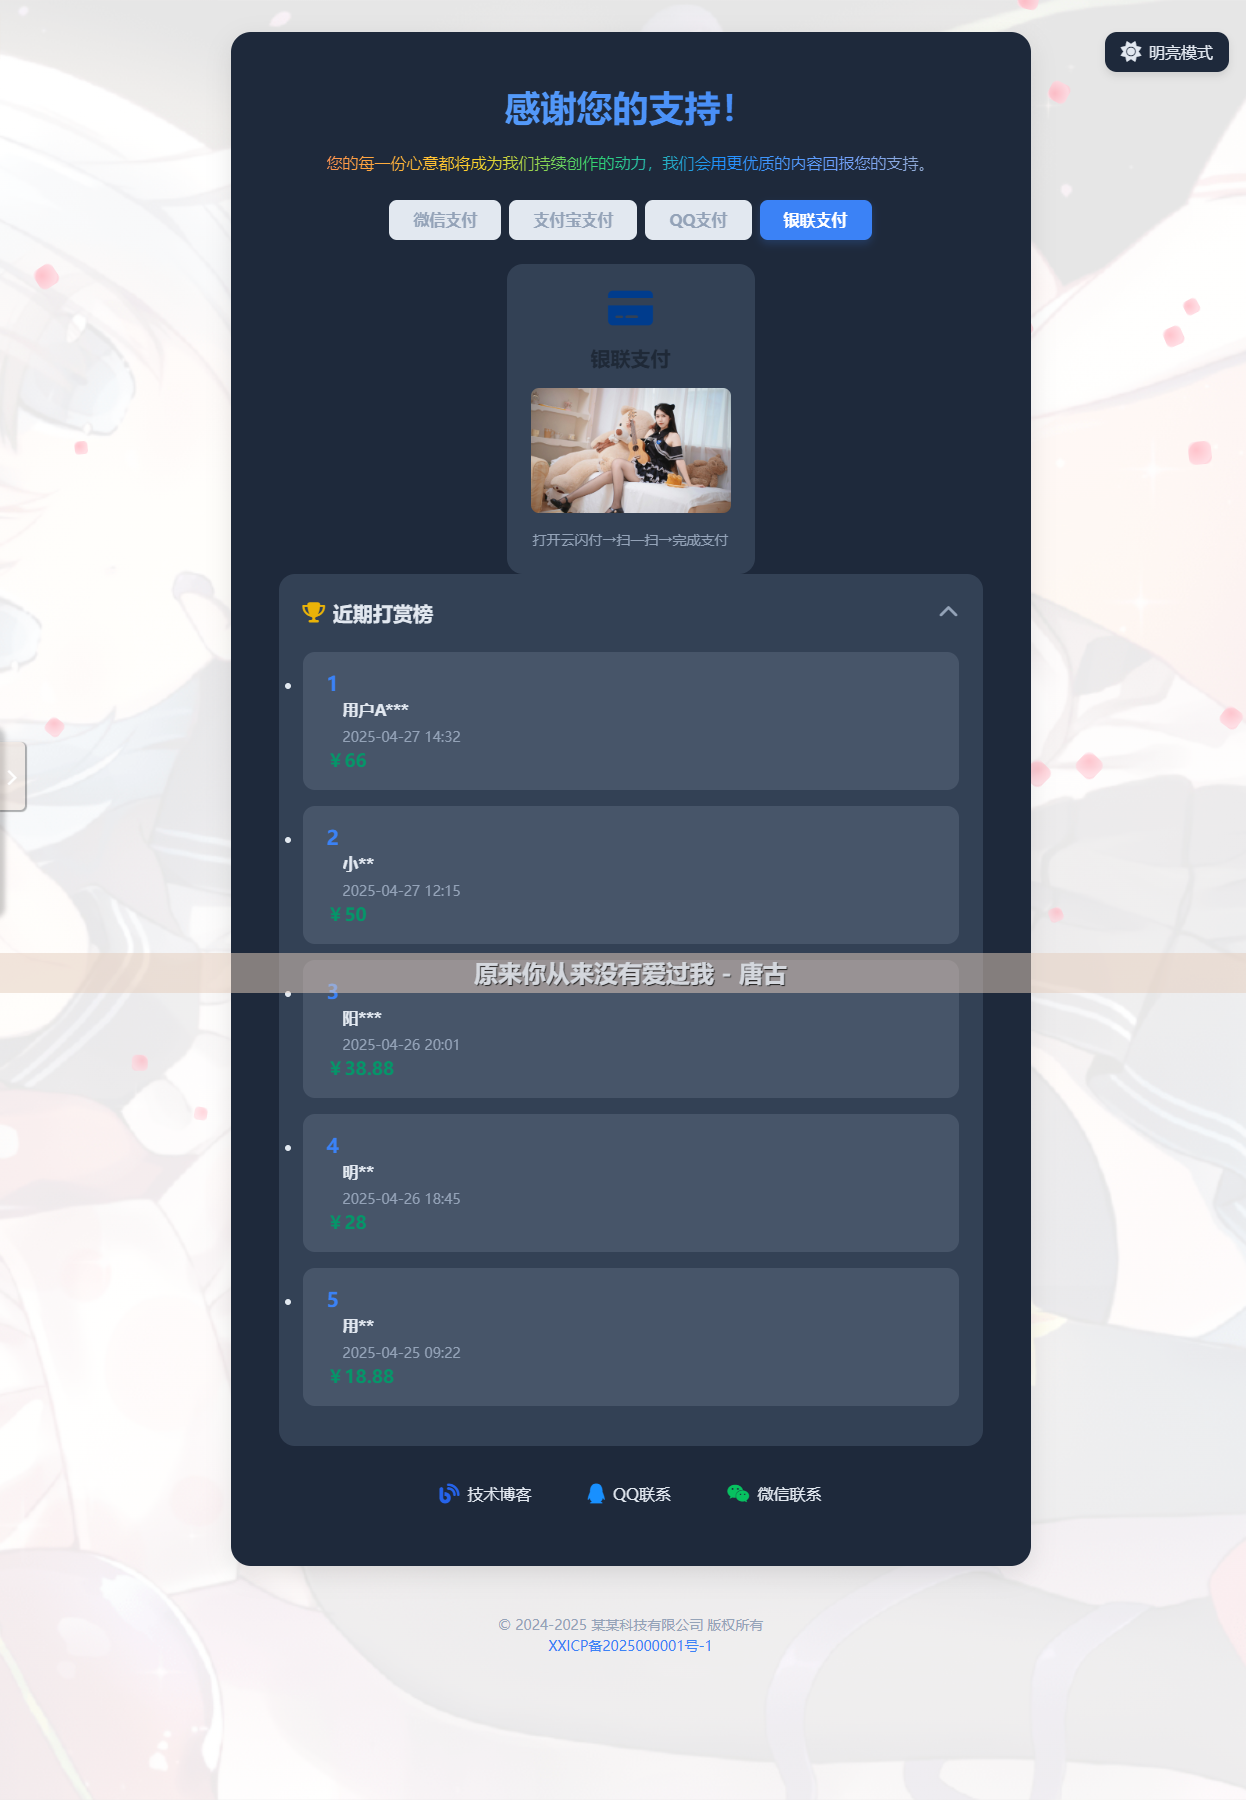 明亮模式
感谢您的支持！
您的每一份心意都将成为我们持续创作的动力，我们会用更优质的内容回报您的支持。
微信支付 支付宝支付 QQ支付 银联支付
银联支付
打开云闪付→扫一扫→完成支付
近期打赏榜
1
用户A***
2025-04-27 14:32
￥66
2
小**
2025-04-27 12:15
￥50
原来你从来没有爱过我 - 唐古
3
阳***
2025-04-26 20:01
￥38.88
4
明**
2025-04-26 18:45
￥28
5
用**
2025-04-25 09:22
￥18.88
技术博客 QQ联系 微信联系
© 2024-2025 某某科技有限公司 版权所有
XXICP备2025000001号-1